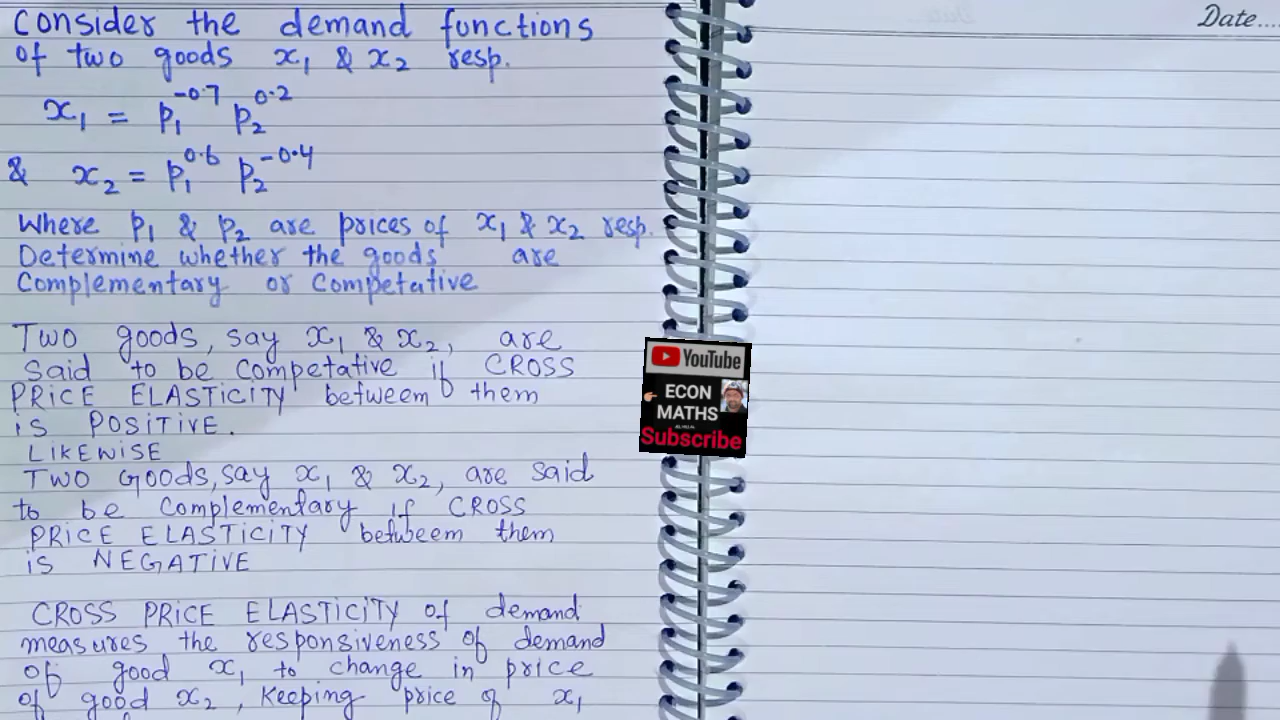 Consider the demand functions
of two goods x₁ & x₂ resp.
x₁ = p₁^-0.7 p₂^0.2
& x₂ = p₁^0.6 p₂^-0.4
Where p₁ & p₂ are prices of x₁ & x₂ resp.
Determine whether the goods are
Complementary or Competative
Two goods, say x₁ & x₂, are
said to be Competative if CROSS
PRICE ELASTICITY betweem them
is POSITIVE.
LIKEWISE
TWO GOODS, say x₁ & x₂, are said
to be Complementary if CROSS
PRICE ELASTICITY betweem them
is NEGATIVE
CROSS PRICE ELASTICITY of demand
measures the responsiveness of demand
of good x₁ to change in price
of good x₂, Keeping price of x₁
Date....
YouTube
ECON
MATHS
Subscribe